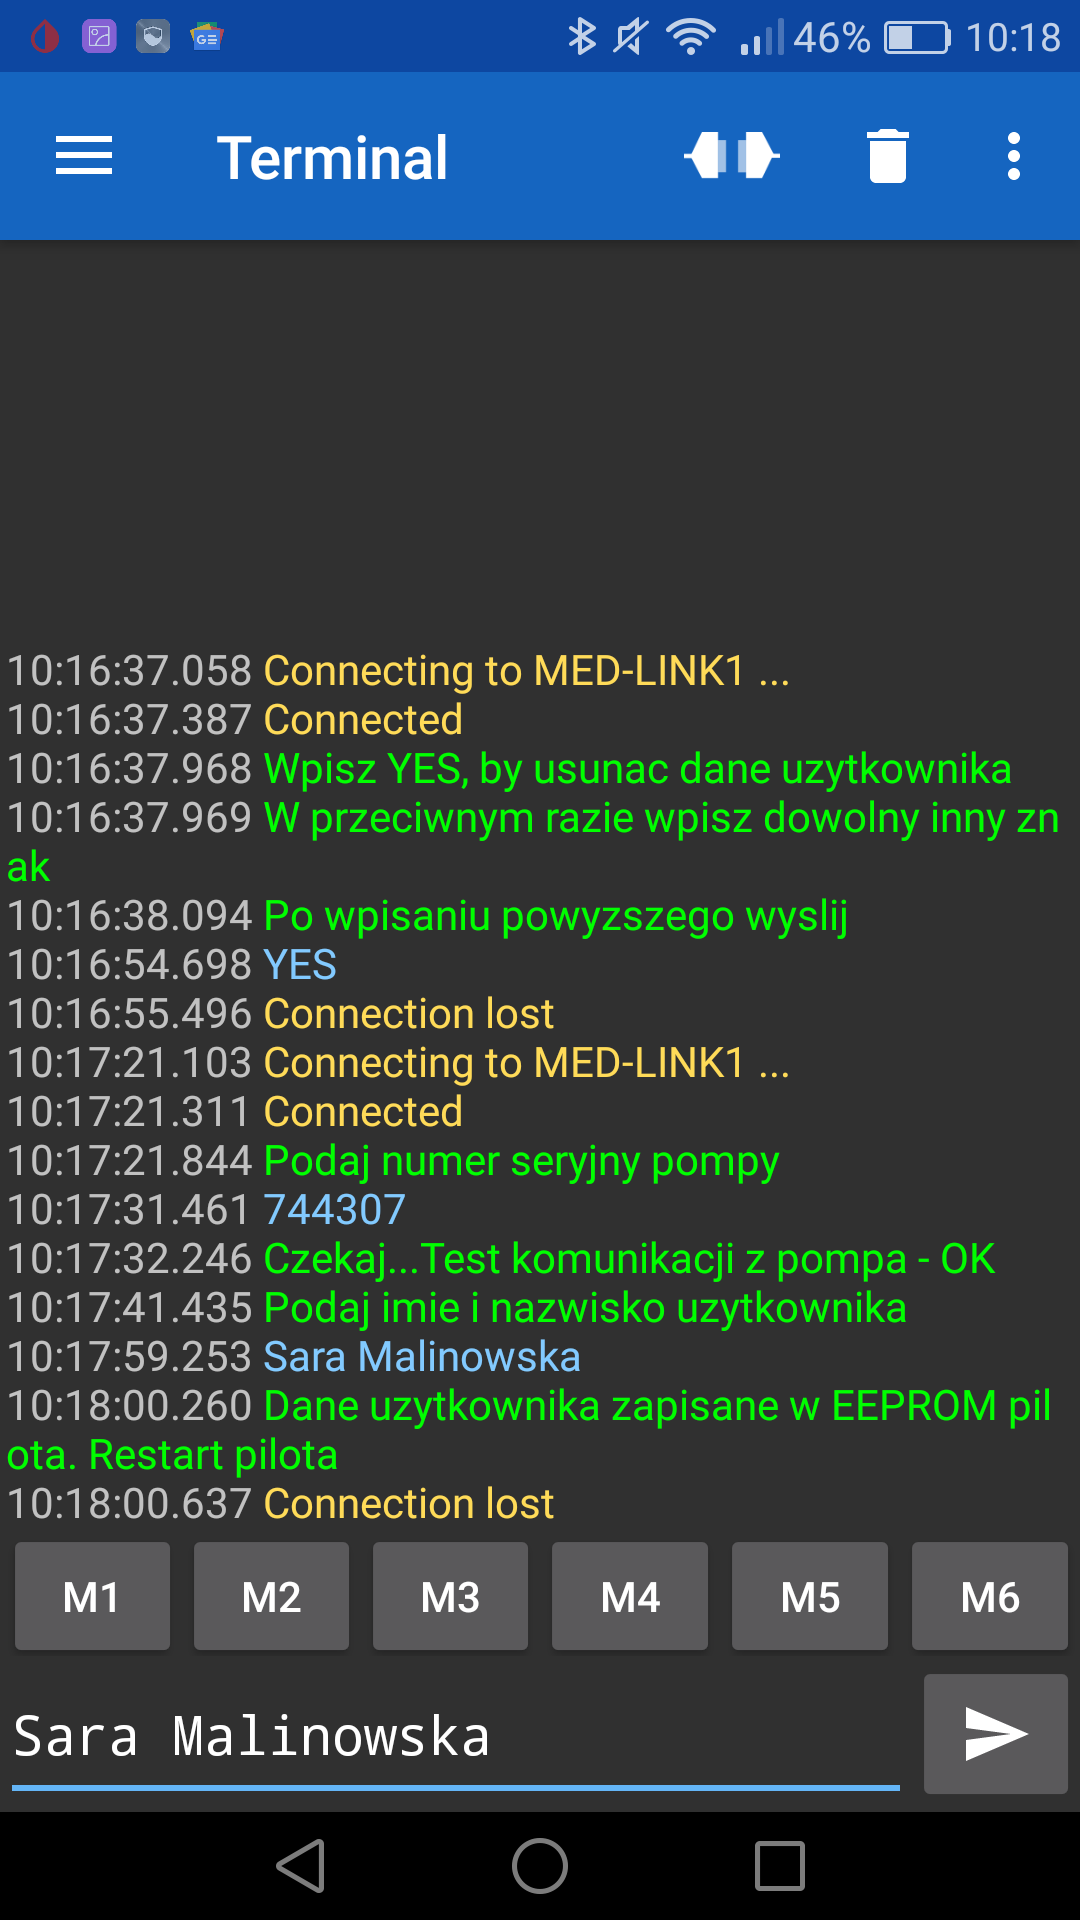 46% 10:18
Terminal
10:16:37.058 Connecting to MED-LINK1 ...
10:16:37.387 Connected
10:16:37.968 Wpisz YES, by usunac dane uzytkownika
10:16:37.969 W przeciwnym razie wpisz dowolny inny zn
ak
10:16:38.094 Po wpisaniu powyzszego wyslij
10:16:54.698 YES
10:16:55.496 Connection lost
10:17:21.103 Connecting to MED-LINK1 ...
10:17:21.311 Connected
10:17:21.844 Podaj numer seryjny pompy
10:17:31.461 744307
10:17:32.246 Czekaj...Test komunikacji z pompa - OK
10:17:41.435 Podaj imie i nazwisko uzytkownika
10:17:59.253 Sara Malinowska
10:18:00.260 Dane uzytkownika zapisane w EEPROM pil
ota. Restart pilota
10:18:00.637 Connection lost
M1 M2 M3 M4 M5 M6
Sara Malinowska